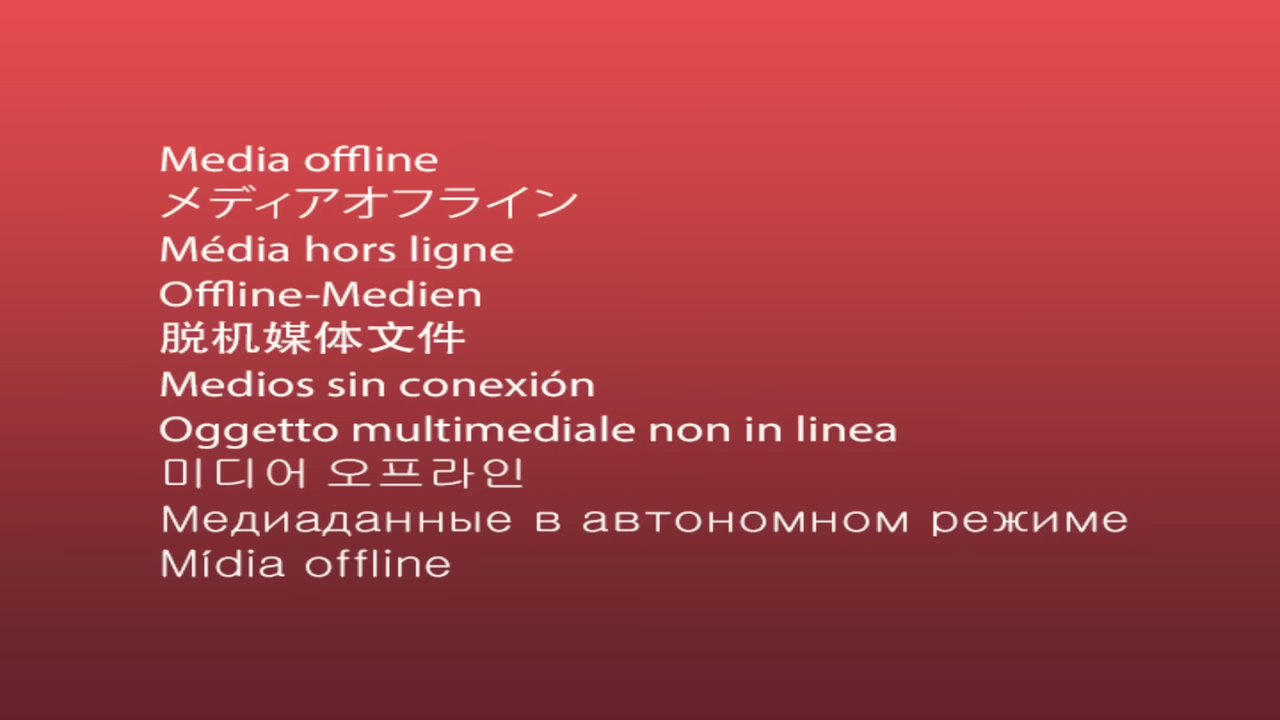 Media offline
メディアオフライン
Média hors ligne
Offline-Medien
脱机媒体文件
Medios sin conexión
Oggetto multimediale non in linea
미디어 오프라인
Медиаданные в автономном режиме
Mídia offline